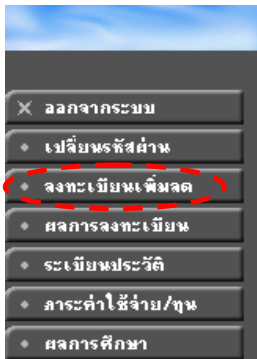 ออกจากระบบ
เปลี่ยนรหัสผ่าน
ลงทะเบียนเพิ่มลด
ผลการลงทะเบียน
ระเบียนประวัติ
ภาระค่าใช้จ่าย/ทุน
ผลการศึกษา